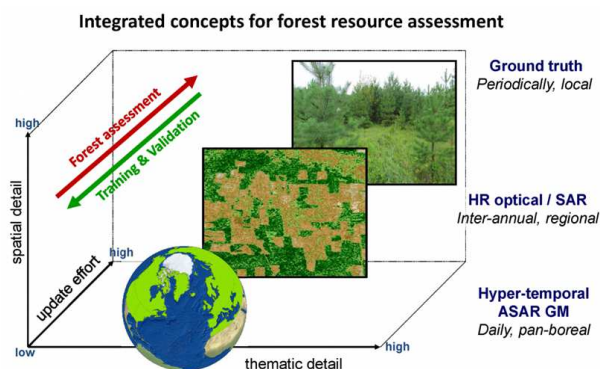 Integrated concepts for forest resource assessment
Ground truth
Periodically, local
high
Forest assessment
Training & Validation
HR optical / SAR
Inter-annual, regional
spatial detail
high
update effort
Hyper-temporal
ASAR GM
Daily, pan-boreal
low
thematic detail
high